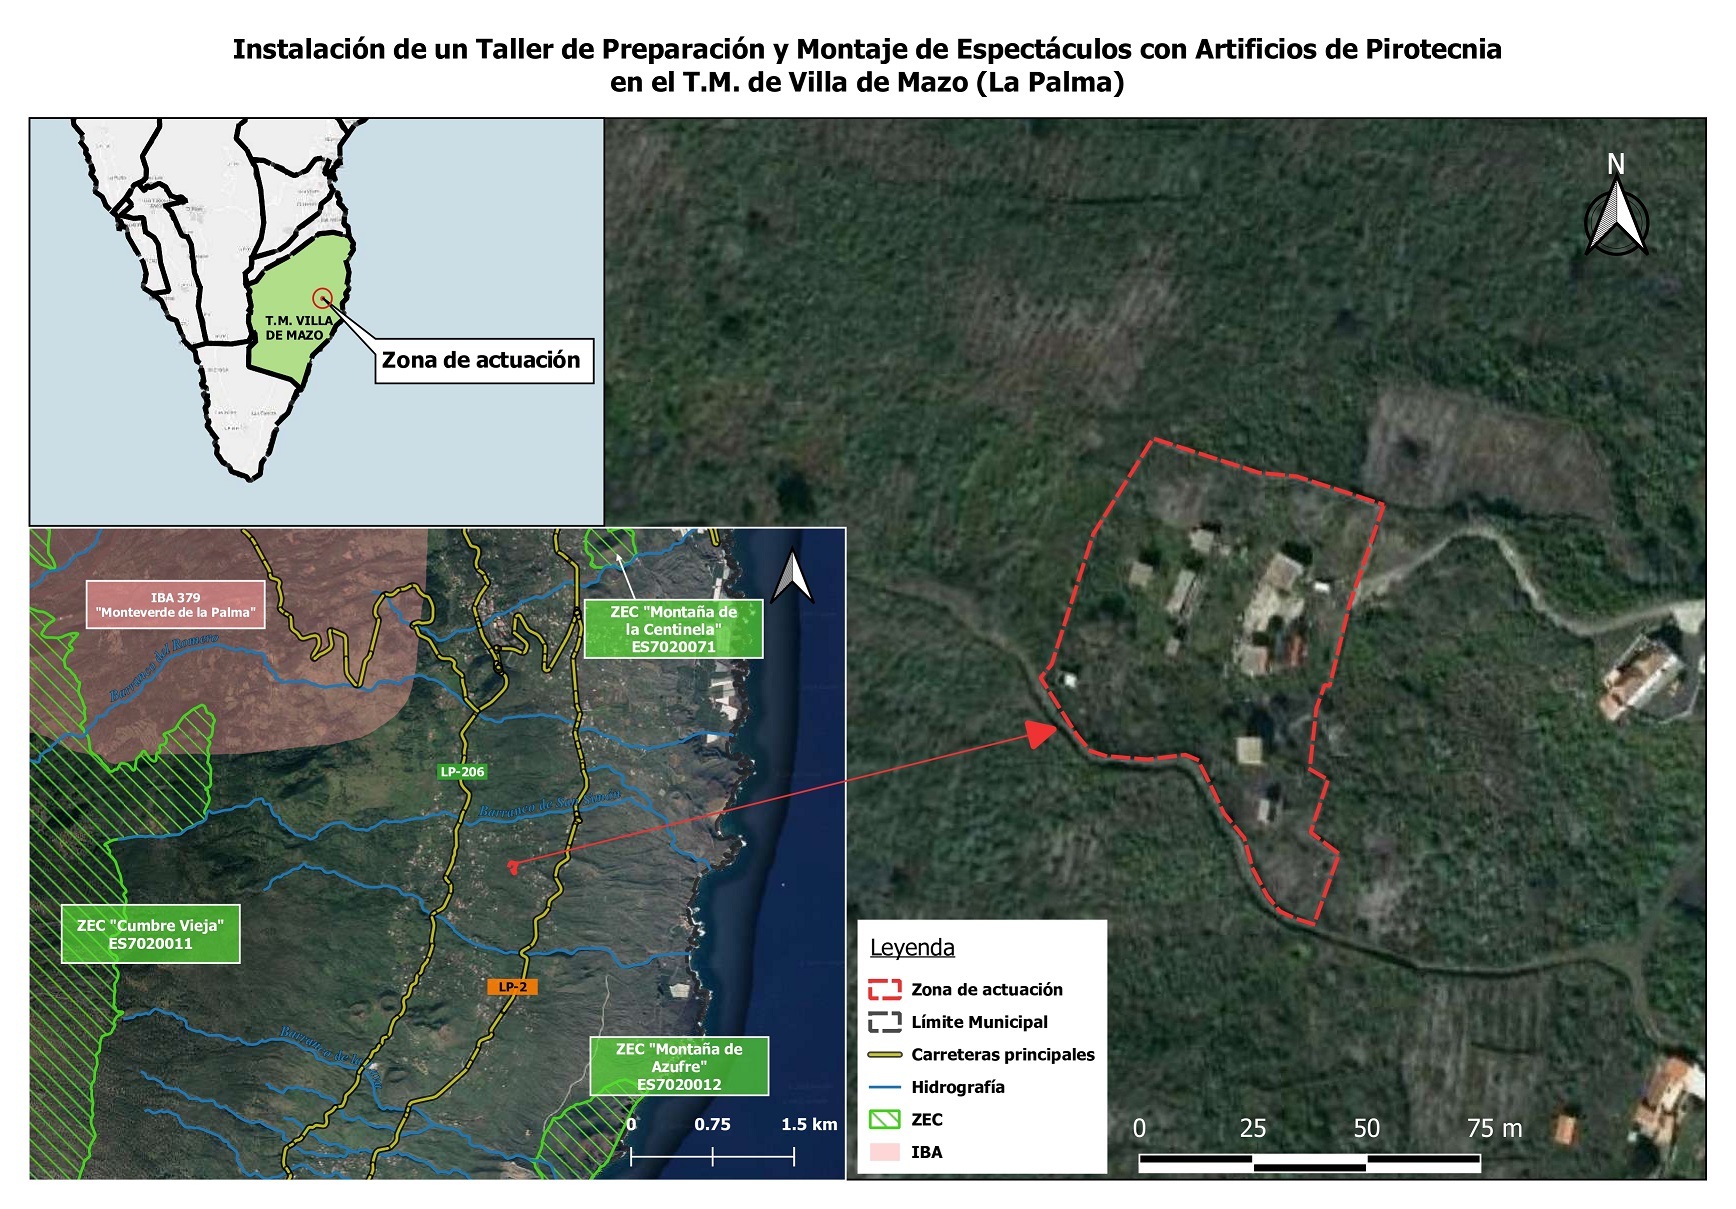 Instalación de un Taller de Preparación y Montaje de Espectáculos con Artificios de Pirotecnia
en el T.M. de Villa de Mazo (La Palma)
T.M. VILLA
DE MAZO
Zona de actuación
N
IBA 379
"Monteverde de la Palma"
ZEC "Montaña de
la Centinela"
ES7020071
Barranco del Romero
LP-206
Barranco de San Simón
ZEC "Cumbre Vieja"
ES7020011
LP-2
Barranco de la
ZEC "Montaña de
Azufre"
ES7020012
0 0.75 1.5 km
Leyenda
Zona de actuación
Límite Municipal
Carreteras principales
Hidrografía
ZEC
IBA
0 25 50 75 m